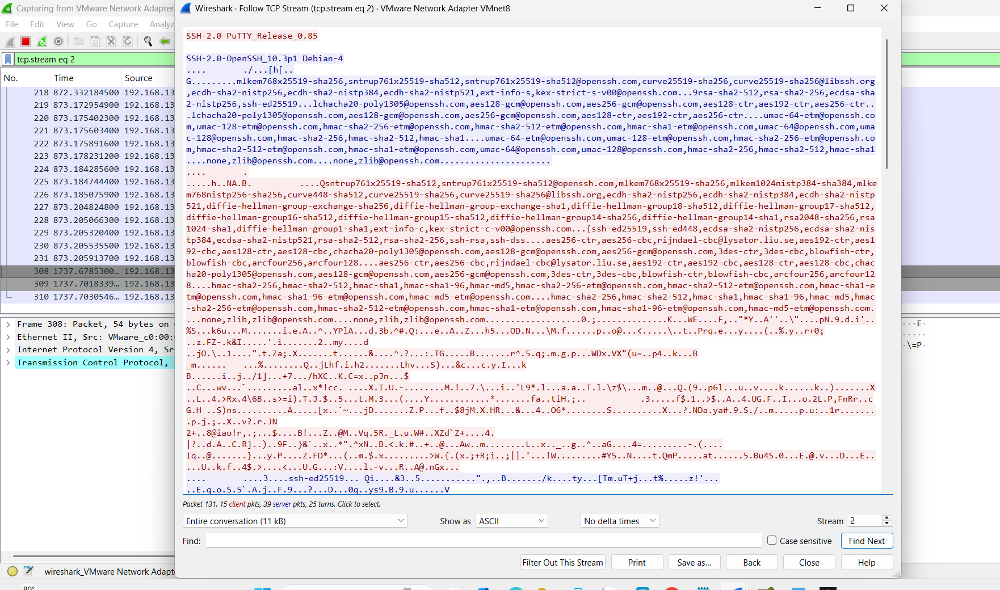 Capturing from VMware Network Adapter
Wireshark · Follow TCP Stream (tcp.stream eq 2) · VMware Network Adapter VMnet8
File Edit View Go Capture Analyz
tcp.stream eq 2
No. Time Source
218 872.332184500 192.168.13
219 873.172954900 192.168.13
220 873.175402300 192.168.13
221 873.175603400 192.168.13
222 873.175891600 192.168.13
223 873.178231200 192.168.13
224 873.184285600 192.168.13
225 873.184744400 192.168.13
226 873.185075900 192.168.13
227 873.204824800 192.168.13
228 873.205066300 192.168.13
229 873.205320400 192.168.13
230 873.205535500 192.168.13
231 873.205913700 192.168.13
308 1737.6785300… 192.168.13
309 1737.7018339… 192.168.13
310 1737.7030546… 192.168.13
Frame 308: Packet, 54 bytes on
Ethernet II, Src: VMware_c0:00:
Internet Protocol Version 4, Sr
Transmission Control Protocol,
SSH-2.0-PuTTY_Release_0.85
SSH-2.0-OpenSSH_10.3p1 Debian-4
.... ./...[h[..
G.........mlkem768x25519-sha256,sntrup761x25519-sha512,sntrup761x25519-sha512@openssh.com,curve25519-sha256,curve25519-sha256@libssh.org
,ecdh-sha2-nistp256,ecdh-sha2-nistp384,ecdh-sha2-nistp521,ext-info-s,kex-strict-s-v00@openssh.com...9rsa-sha2-512,rsa-sha2-256,ecdsa-sha
2-nistp256,ssh-ed25519...lchacha20-poly1305@openssh.com,aes128-gcm@openssh.com,aes256-gcm@openssh.com,aes128-ctr,aes192-ctr,aes256-ctr..
.lchacha20-poly1305@openssh.com,aes128-gcm@openssh.com,aes256-gcm@openssh.com,aes128-ctr,aes192-ctr,aes256-ctr....umac-64-etm@openssh.co
m,umac-128-etm@openssh.com,hmac-sha2-256-etm@openssh.com,hmac-sha2-512-etm@openssh.com,hmac-sha1-etm@openssh.com,umac-64@openssh.com,uma
c-128@openssh.com,hmac-sha2-256,hmac-sha2-512,hmac-sha1....umac-64-etm@openssh.com,umac-128-etm@openssh.com,hmac-sha2-256-etm@openssh.co
m,hmac-sha2-512-etm@openssh.com,hmac-sha1-etm@openssh.com,umac-64@openssh.com,umac-128@openssh.com,hmac-sha2-256,hmac-sha2-512,hmac-sha1
....none,zlib@openssh.com....none,zlib@openssh.com......................
.... .
.....h..NA.B. ....Qsntrup761x25519-sha512,sntrup761x25519-sha512@openssh.com,mlkem768x25519-sha256,mlkem1024nistp384-sha384,mlke
m768nistp256-sha256,curve448-sha512,curve25519-sha256,curve25519-sha256@libssh.org,ecdh-sha2-nistp256,ecdh-sha2-nistp384,ecdh-sha2-nistp
521,diffie-hellman-group-exchange-sha256,diffie-hellman-group-exchange-sha1,diffie-hellman-group18-sha512,diffie-hellman-group17-sha512,
diffie-hellman-group16-sha512,diffie-hellman-group15-sha512,diffie-hellman-group14-sha256,diffie-hellman-group14-sha1,rsa2048-sha256,rsa
1024-sha1,diffie-hellman-group1-sha1,ext-info-c,kex-strict-c-v00@openssh.com...{ssh-ed25519,ssh-ed448,ecdsa-sha2-nistp256,ecdsa-sha2-nis
tp384,ecdsa-sha2-nistp521,rsa-sha2-512,rsa-sha2-256,ssh-rsa,ssh-dss....aes256-ctr,aes256-cbc,rijndael-cbc@lysator.liu.se,aes192-ctr,aes1
92-cbc,aes128-ctr,aes128-cbc,chacha20-poly1305@openssh.com,aes128-gcm@openssh.com,aes256-gcm@openssh.com,3des-ctr,3des-cbc,blowfish-ctr,
blowfish-cbc,arcfour256,arcfour128....aes256-ctr,aes256-cbc,rijndael-cbc@lysator.liu.se,aes192-ctr,aes192-cbc,aes128-ctr,aes128-cbc,chac
ha20-poly1305@openssh.com,aes128-gcm@openssh.com,aes256-gcm@openssh.com,3des-ctr,3des-cbc,blowfish-ctr,blowfish-cbc,arcfour256,arcfour12
8....hmac-sha2-256,hmac-sha2-512,hmac-sha1,hmac-sha1-96,hmac-md5,hmac-sha2-256-etm@openssh.com,hmac-sha2-512-etm@openssh.com,hmac-sha1-e
tm@openssh.com,hmac-sha1-96-etm@openssh.com,hmac-md5-etm@openssh.com....hmac-sha2-256,hmac-sha2-512,hmac-sha1,hmac-sha1-96,hmac-md5,hmac
-sha2-256-etm@openssh.com,hmac-sha2-512-etm@openssh.com,hmac-sha1-etm@openssh.com,hmac-sha1-96-etm@openssh.com,hmac-md5-etm@openssh.com.
...none,zlib,zlib@openssh.com....none,zlib,zlib@openssh.com...................0.;..............K...WE....F,.."*Y..A''..\"....pN.9.d.i'..
%S...k6u...M.......i.e.A..^..YPlA...d.3b.^#.Q:...e..A..Z...h5...OD.N...\M.f......p..o@...<.....\..t..Prq.e...y....(..%.y..r+0;
..z.FZ-.k&I.....'.i.......2..my....d
..jO.\..1....".t.Za;.X.......t......&....^.?...:.TG.....B.......r^.5.q;.m.g.p...WDx.VX"(u=..p4..k...B
_m...... ...%........Q..jLhf.i.h2.......Lhv...S)...&c...c.y.I...k
B......i..j../1]...+7.../hXC..K.C=x..pJn...$
..C...wv...`.........al..x*!cc. ....X.I.U.-........M.!..7.\...i..'L9*.l...a.a..T.l.\z$\...m..@...Q.(9..p6l...u..v....k......k..).......X
..L..4.>Rx.4\6B..s>=i).T.J.$..5...t.M.3...(....Y............*.......fa..tiH.;.. .3.....f$.1..>$..A..4.UG.F..I...o.2L.P,FnRr..c
G.H ..S)ns..........A.....[x..`~...jD.......Z.P...f..$8jM.X.HR...&...4..O6*........S..........X...?.NDa.ya#.9.S./..m.....p.u:..1r.......
.p.j.;..X..v?.r.JN
2+..8@iao!r,.;...$....B!...Z..@M..Vq.5R._L.u.W#..XZd`Z+....4.
|?..d.A..C.R]..)..9F..}&`..x..*".^xN..B.<.k.#..+..@...Aw..m........L..x.._..g..^..aG....4=.........-.(....
Iq..@.......}...y.P....Z.FD*...(..m.$.x.........>W.{.(x.;+R;i..;||.'...!W.........#Y5..N....t.QmP.....at......5.Bu4S.0...E.@.v...D...E..
...U..k.f..4$.>....<...U.G...:V....l.-v...R..A@.nGx...
.... ....3....ssh-ed25519... Qi....&3..5...........".,..B......./k....ty...[Tm.uT+j...t%.....z!'...
..E.q.o.S.5`.A.j..F.9...?...D...0q..ys9.B.9.u......V
···E·
·\=P·
Packet 131. 15 client pkts, 39 server pkts, 25 turns. Click to select.
Entire conversation (11 kB) Show as ASCII No delta times Stream 2
Find: Case sensitive Find Next
Filter Out This Stream Print Save as... Back Close Help
wireshark_VMware Network Adapt
80°